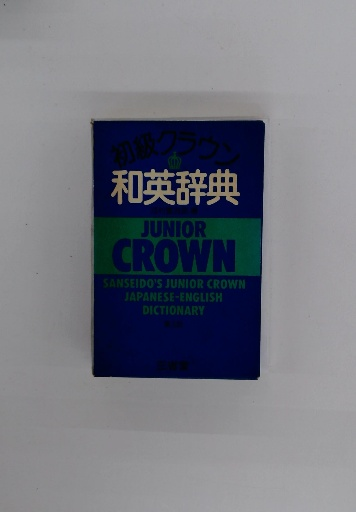 初級クラウン
和英辞典
JUNIOR
CROWN
SANSEIDO'S JUNIOR CROWN
JAPANESE-ENGLISH
DICTIONARY
三省堂